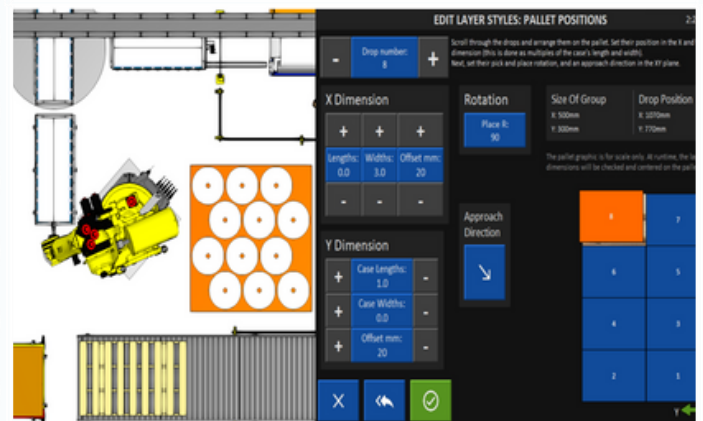 EDIT LAYER STYLES: PALLET POSITIONS
Scroll through the drops and arrange them on the pallet. Set their position in the X and
dimension (this is done as multiples of the case's length and width).
Next, set their pick and place rotation, and an approach direction in the XY plane.
-
Drop number:
8
+
X Dimension
+ + +
Lengths: Widths: Offset mm:
0.0 3.0 20
- - -
Rotation
Place R:
90
Size Of Group
X: 500mm
Y: 300mm
Drop Position
X: 1070mm
Y: 770mm
The pallet graphic is for scale only. At runtime, the
dimensions will be checked and centered on the
Approach
Direction
Y Dimension
+ Case Lengths: -
1.0
+ Case Widths: -
0.0
+ Offset mm: -
20
8 7
6 5
4 3
2 1
X
Y